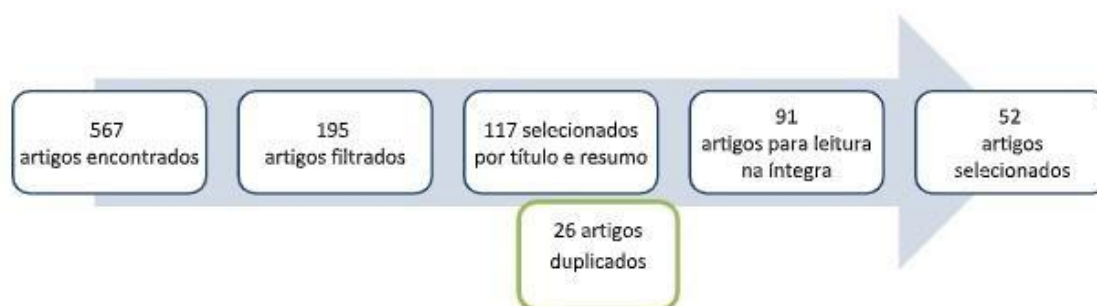 567
artigos encontrados
195
artigos filtrados
117 selecionados
por título e resumo
91
artigos para leitura
na íntegra
52
artigos
selecionados
26 artigos
duplicados